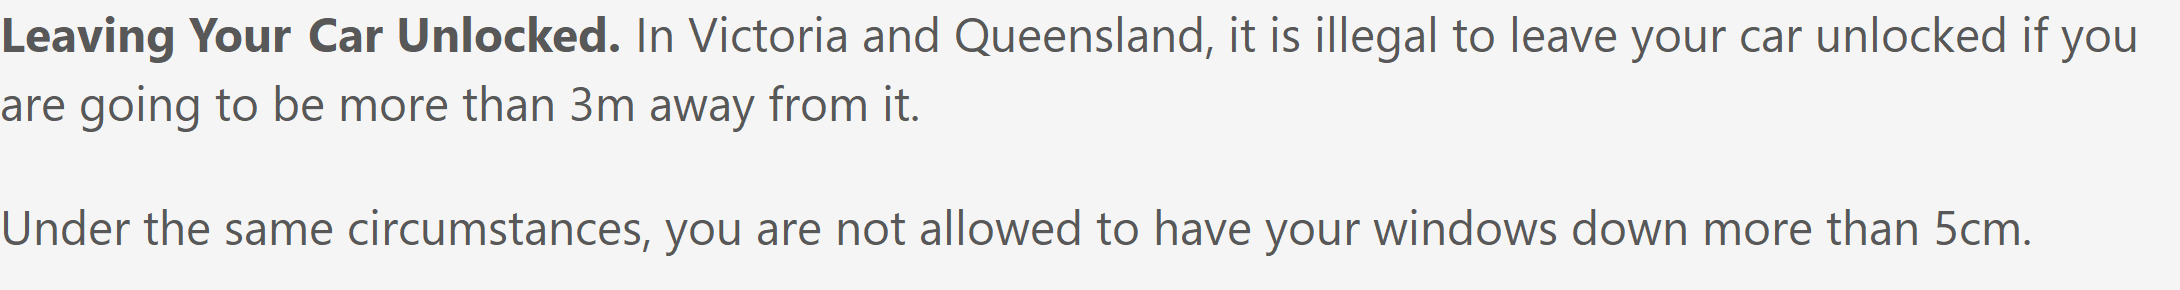 Leaving Your Car Unlocked. In Victoria and Queensland, it is illegal to leave your car unlocked if you
are going to be more than 3m away from it.
Under the same circumstances, you are not allowed to have your windows down more than 5cm.